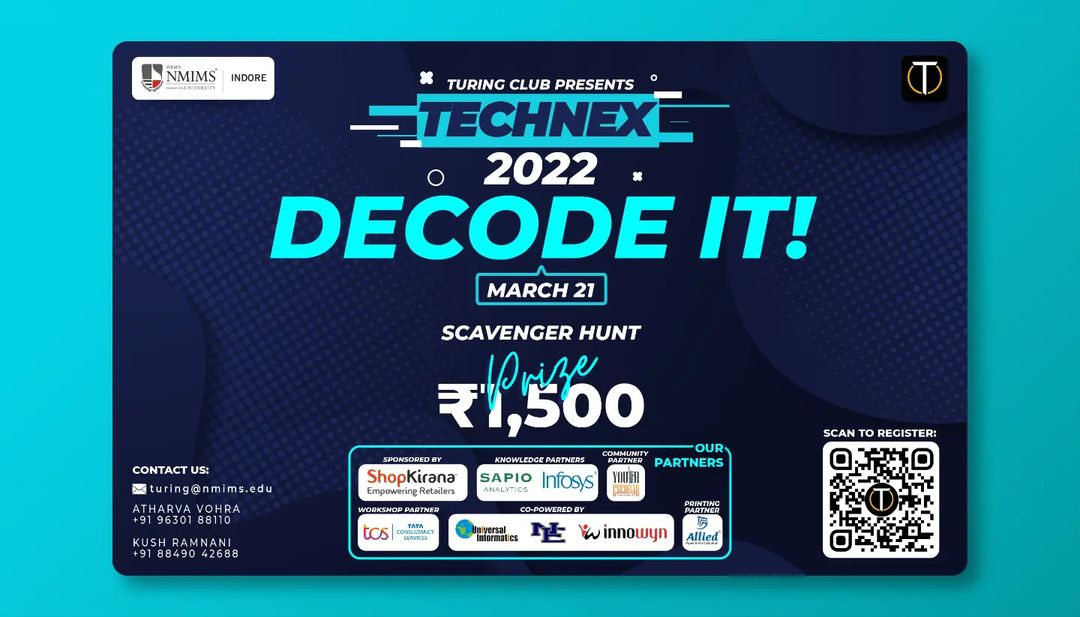 SVKM'S
NMIMS
UNIVERSITY
INDORE
TURING CLUB PRESENTS
TECHNEX
2022
DECODE IT!
MARCH 21
SCAVENGER HUNT
Prize
₹1,500
OUR
PARTNERS
SPONSORED BY
ShopKirana
Empowering Retailers
KNOWLEDGE PARTNERS
SAPIO
ANALYTICS
Infosys
COMMUNITY
PARTNER
YOUTH
WORKSHOP PARTNER
tcs TATA
CONSULTANCY
SERVICES
CO-POWERED BY
Universal
Informatics
innowyn
PRINTING
PARTNER
Allied
CONTACT US:
turing@nmims.edu
ATHARVA VOHRA
+91 96301 88110
KUSH RAMNANI
+91 88490 42688
SCAN TO REGISTER: